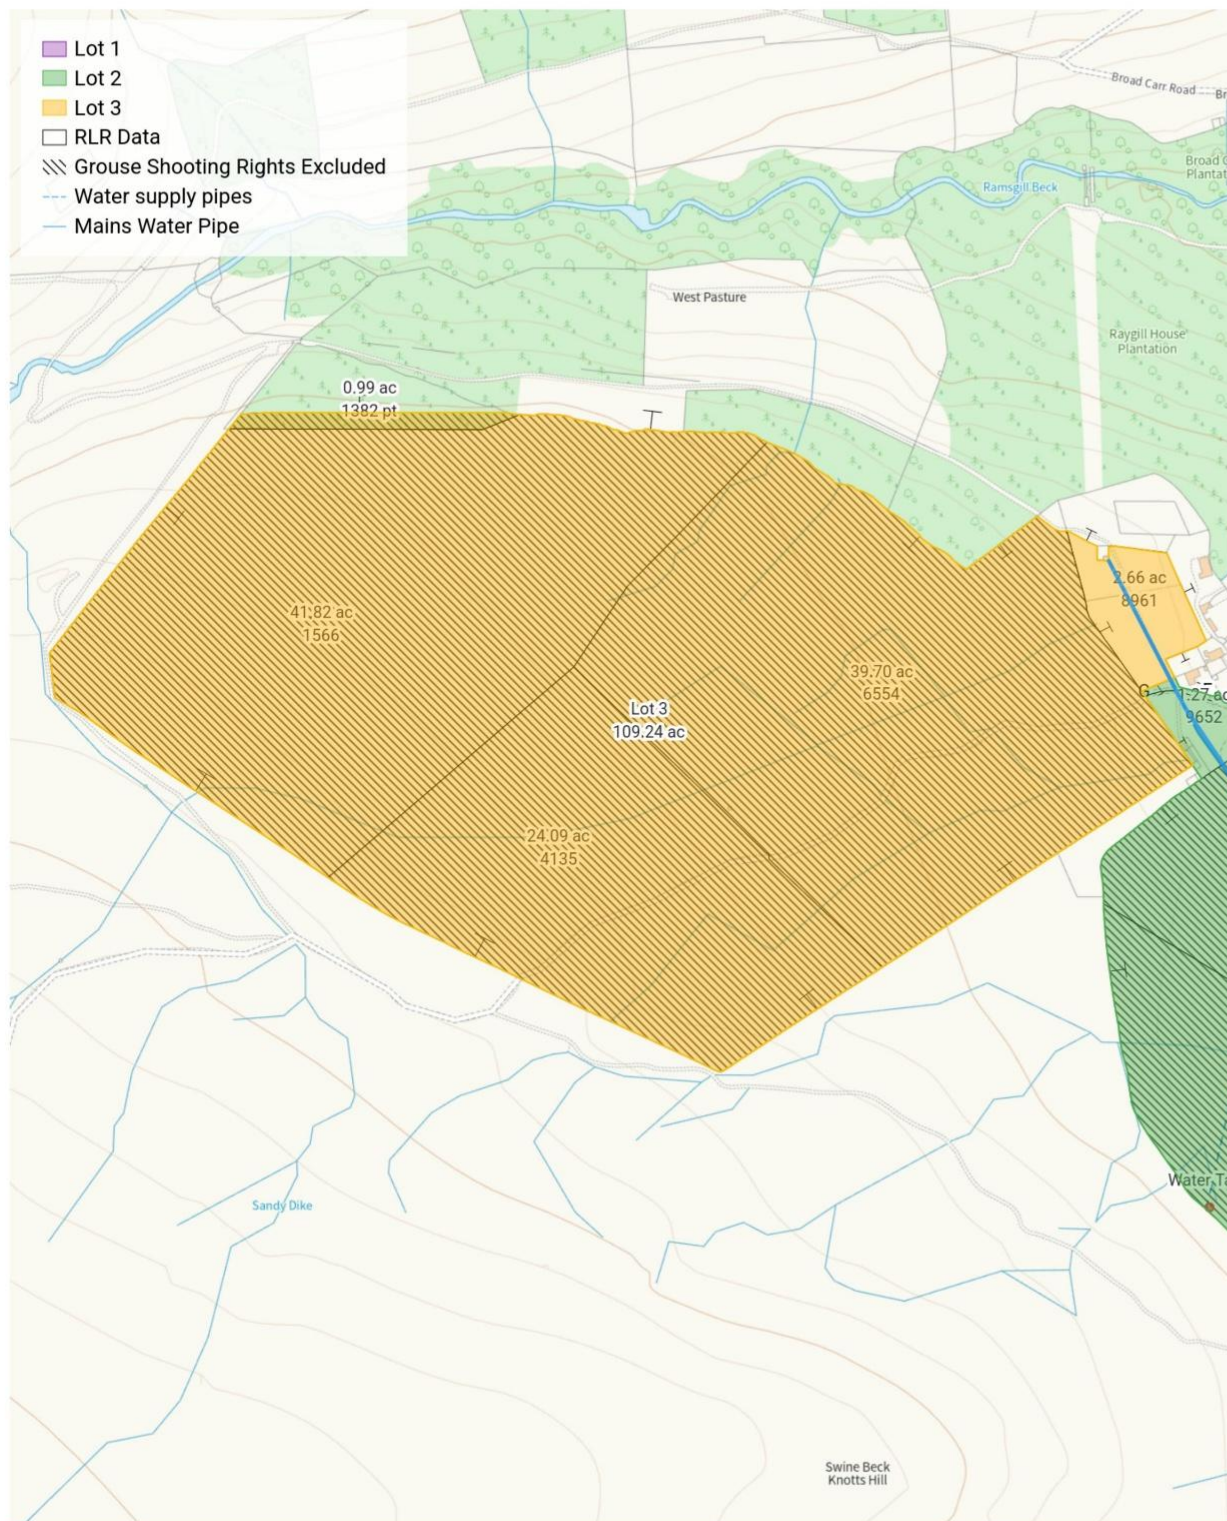 Lot 1
Lot 2
Lot 3
RLR Data
Grouse Shooting Rights Excluded
Water supply pipes
Mains Water Pipe
Broad Carr Road
Ramsgill Beck
West Pasture
Raygill House
Plantation
0.99 ac
1382 pt
2.66 ac
8961
41.82 ac
1566
39.70 ac
6554
G
9652
Lot 3
109.24 ac
24.09 ac
4135
Water Ta
Sandy Dike
Swine Beck
Knotts Hill